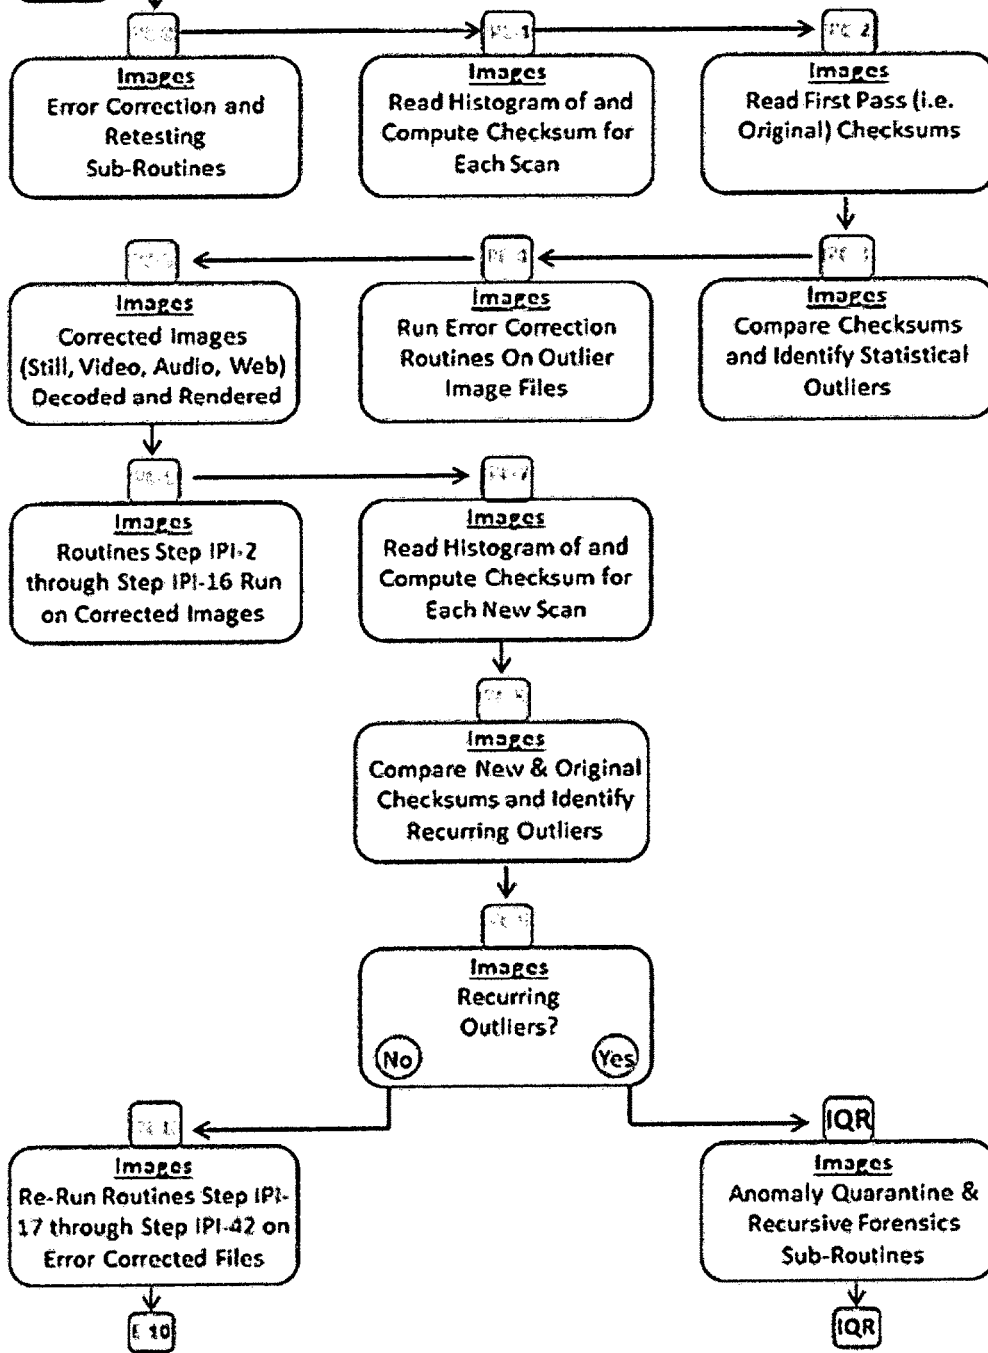 Images
Error Correction and
Retesting
Sub-Routines
Images
Read Histogram of and
Compute Checksum for
Each Scan
Images
Read First Pass (i.e.
Original) Checksums
Images
Corrected Images
(Still, Video, Audio, Web)
Decoded and Rendered
Images
Run Error Correction
Routines On Outlier
Image Files
Images
Compare Checksums
and Identify Statistical
Outliers
Images
Routines Step IPI-2
through Step IPI-16 Run
on Corrected Images
Images
Read Histogram of and
Compute Checksum for
Each New Scan
Images
Compare New & Original
Checksums and Identify
Recurring Outliers
Images
Recurring
Outliers?
No
Yes
Images
Re-Run Routines Step IPI-
17 through Step IPI-42 on
Error Corrected Files
IQR
Images
Anomaly Quarantine &
Recursive Forensics
Sub-Routines
IQR